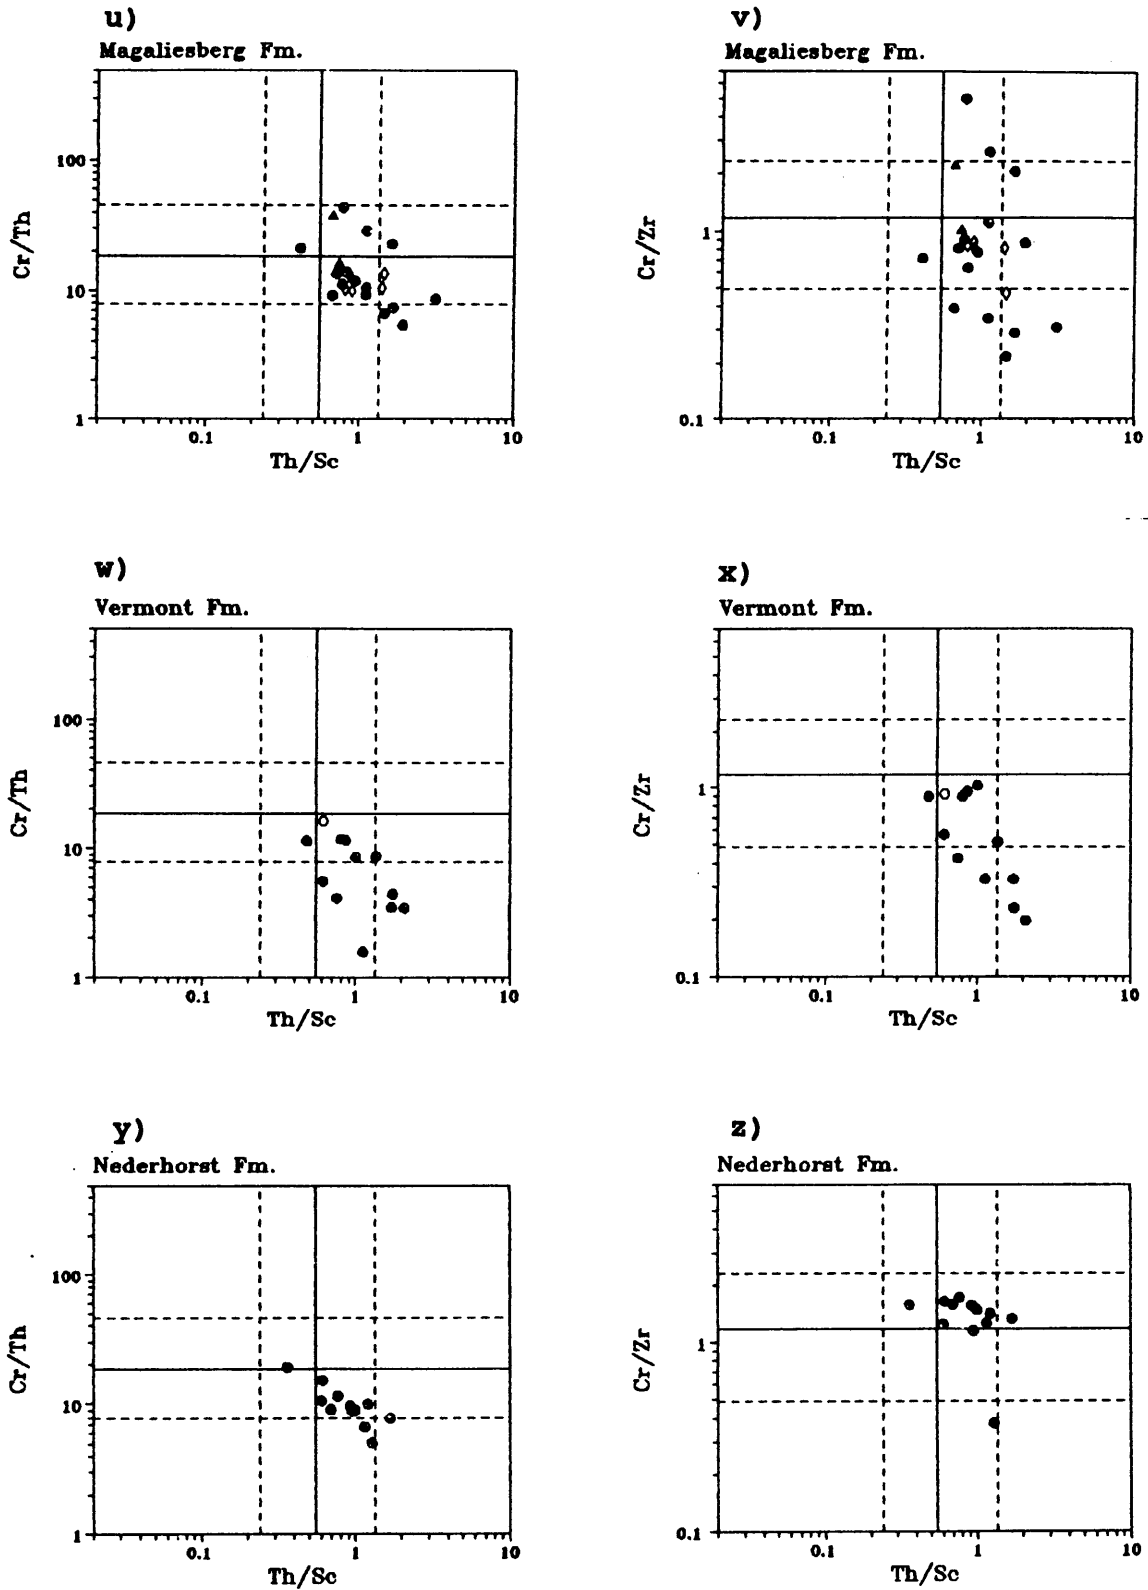 u)
Magaliesberg Fm.
100
10
1
Cr/Th
0.1
1
10
Th/Sc
v)
Magaliesberg Fm.
1
0.1
Cr/Zr
0.1
1
10
Th/Sc
w)
Vermont Fm.
100
10
1
Cr/Th
0.1
1
10
Th/Sc
x)
Vermont Fm.
1
0.1
Cr/Zr
0.1
1
10
Th/Sc
y)
Nederhorst Fm.
100
10
1
Cr/Th
0.1
1
10
Th/Sc
z)
Nederhorst Fm.
1
0.1
Cr/Zr
0.1
1
10
Th/Sc